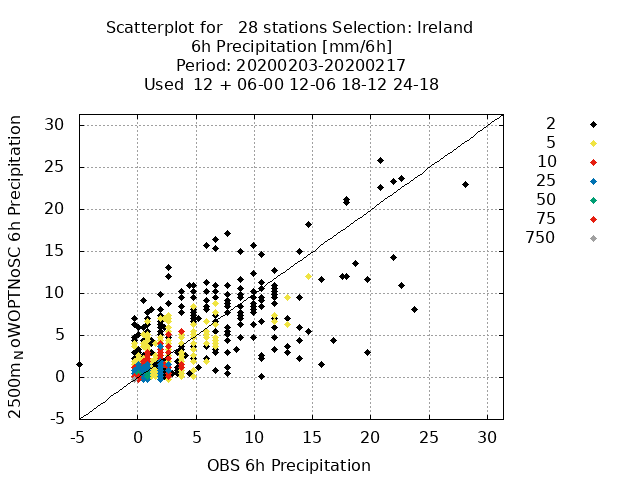 Scatterplot for   28 stations Selection: Ireland
6h Precipitation [mm/6h]
Period: 20200203-20200217
Used  12 + 06-00 12-06 18-12 24-18
2500m NoWOPTNoSC 6h Precipitation
30
25
20
15
10
5
0
-5
-5 0 5 10 15 20 25 30
OBS 6h Precipitation
2
5
10
25
50
75
750